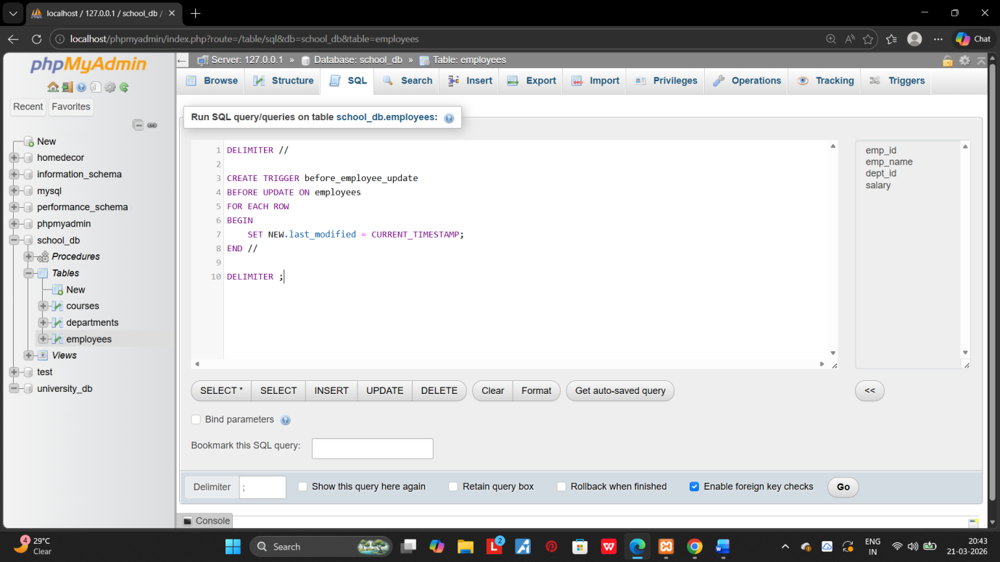 localhost / 127.0.0.1 / school_db /
localhost/phpmyadmin/index.php?route=/table/sql&db=school_db&table=employees
Chat
phpMyAdmin
Recent
Favorites
New
homedecor
information_schema
mysql
performance_schema
phpmyadmin
school_db
Procedures
Tables
New
courses
departments
employees
Views
test
university_db
Server: 127.0.0.1 » Database: school_db » Table: employees
Browse
Structure
SQL
Search
Insert
Export
Import
Privileges
Operations
Tracking
Triggers
Run SQL query/queries on table school_db.employees:
1 DELIMITER //
2
3 CREATE TRIGGER before_employee_update
4 BEFORE UPDATE ON employees
5 FOR EACH ROW
6 BEGIN
7 SET NEW.last_modified = CURRENT_TIMESTAMP;
8 END //
9
10 DELIMITER ;
emp_id
emp_name
dept_id
salary
SELECT *
SELECT
INSERT
UPDATE
DELETE
Clear
Format
Get auto-saved query
<<
Bind parameters
Bookmark this SQL query:
Delimiter
;
Show this query here again
Retain query box
Rollback when finished
Enable foreign key checks
Go
Console
4
29°C
Clear
Search
L
2
W
W
ENG
IN
20:43
21-03-2026